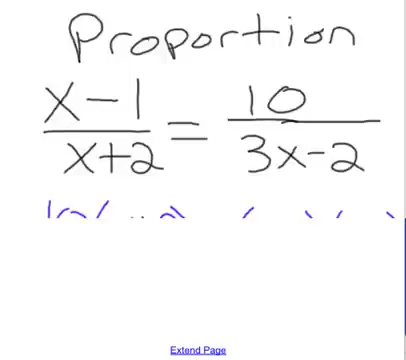 Proportion
x-1 / x+2 = 10 / 3x-2
Extend Page